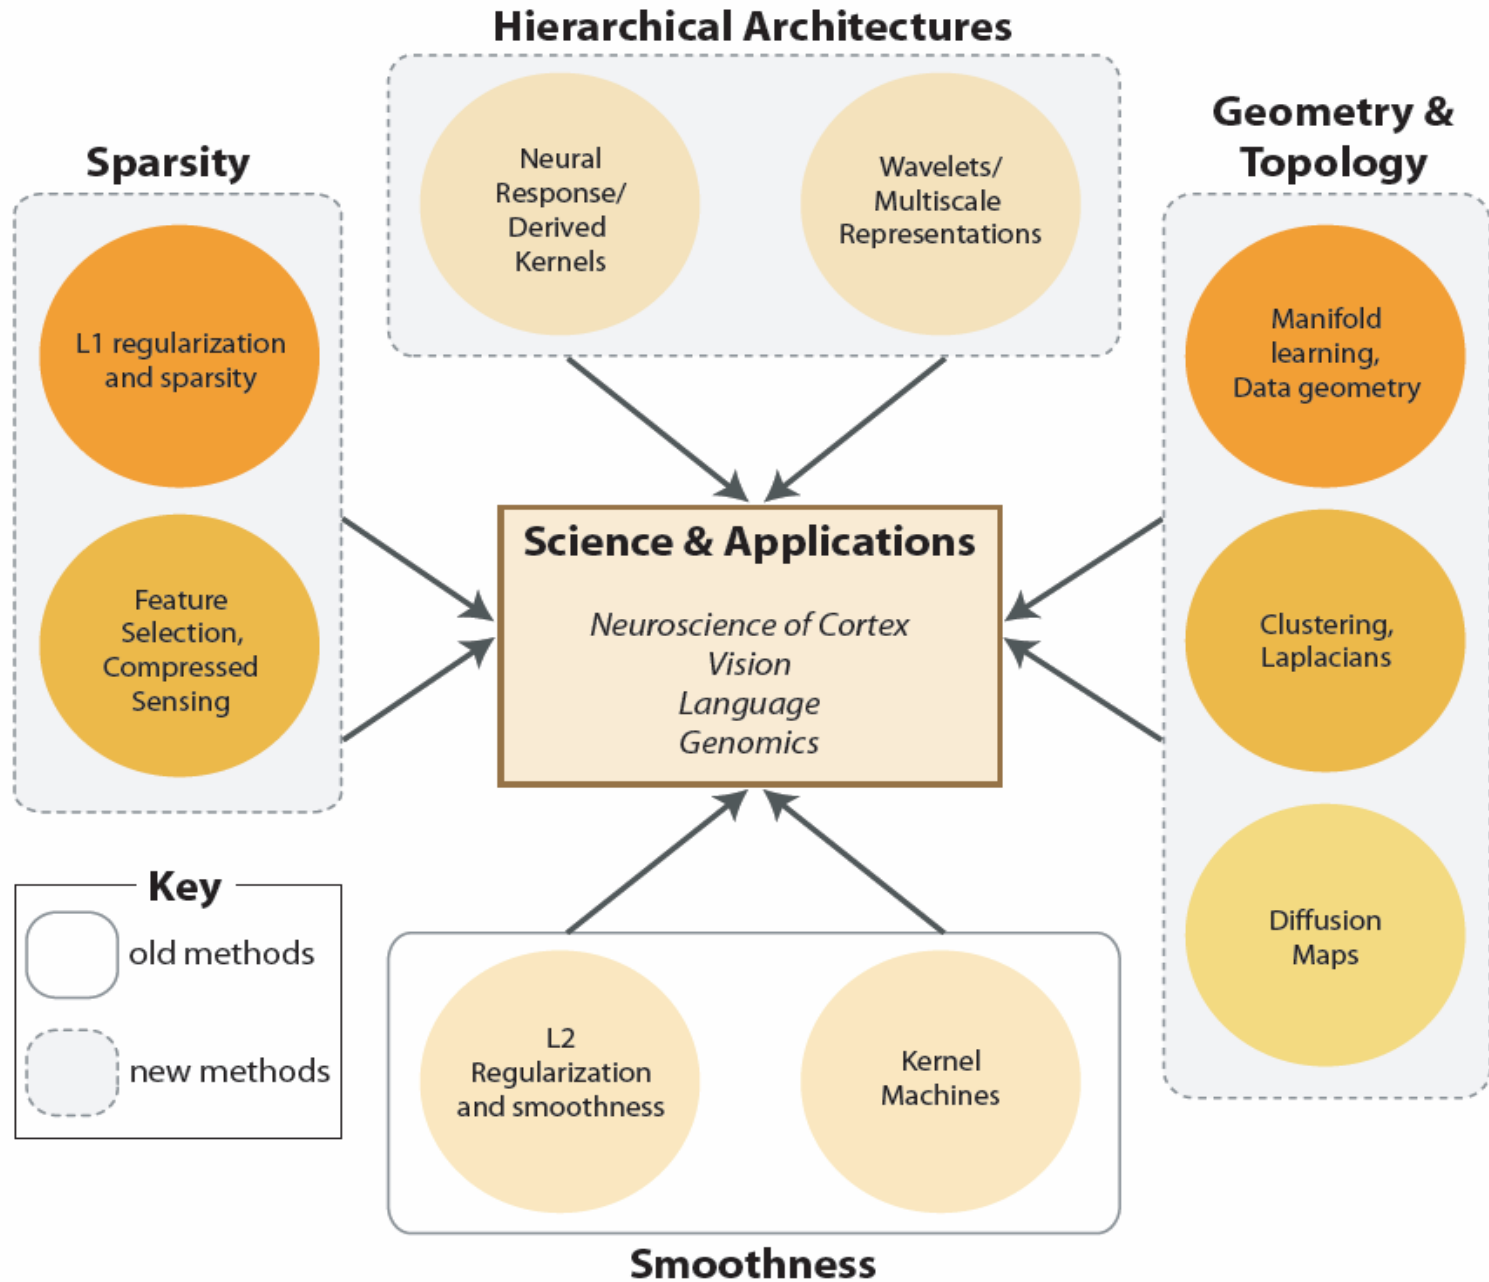 Hierarchical Architectures
Neural
Response/
Derived
Kernels
Wavelets/
Multiscale
Representations
Sparsity
L1 regularization
and sparsity
Feature
Selection,
Compressed
Sensing
Geometry &
Topology
Manifold
learning,
Data geometry
Clustering,
Laplacians
Diffusion
Maps
Science & Applications
Neuroscience of Cortex
Vision
Language
Genomics
Key
old methods
new methods
L2
Regularization
and smoothness
Kernel
Machines
Smoothness